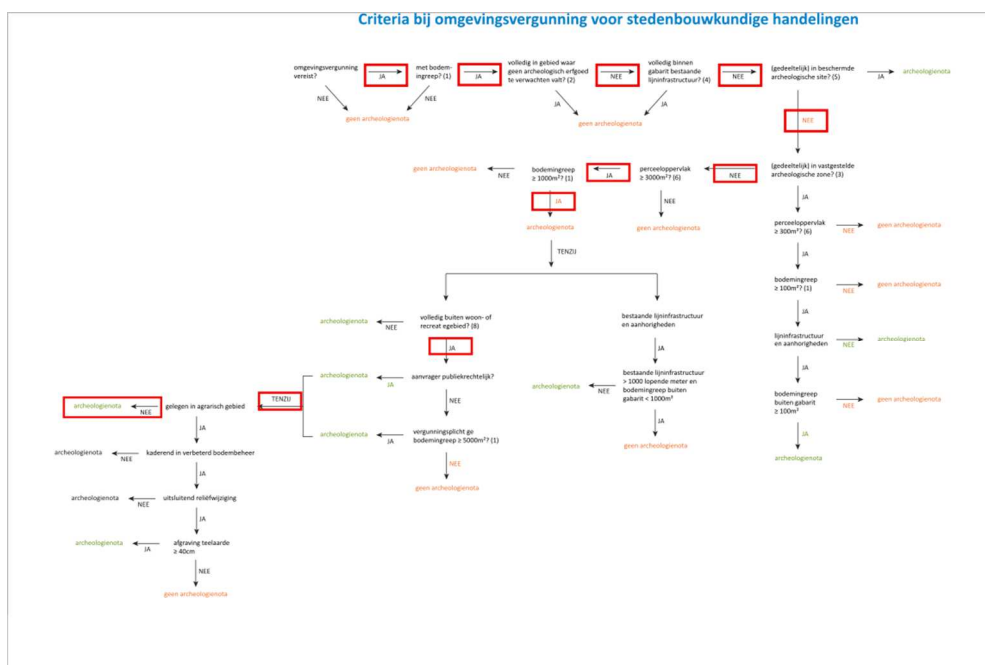 Criteria bij omgevingsvergunning voor stedenbouwkundige handelingen
omgevingsvergunning
vereist?
JA
NEE
met bodem-
ingreep? (1)
JA
NEE
geen archeologienota
volledig in gebied waar
geen archeologisch erfgoed
te verwachten valt? (2)
NEE
JA
volledig binnen
gabarit bestaande
lijninfrastructuur? (4)
NEE
JA
geen archeologienota
(gedeeltelijk) in beschermde
archeologische site? (5)
JA
archeologienota
NEE
(gedeeltelijk) in vastgestelde
archeologische zone? (3)
NEE
perceeloppervlak
≥ 3000m²? (6)
JA
NEE
geen archeologienota
bodemingreep
≥ 1000m²? (1)
NEE
geen archeologienota
JA
archeologienota
TENZIJ
JA
perceeloppervlak
≥ 300m²? (6)
NEE
geen archeologienota
JA
bodemingreep
≥ 100m²? (1)
NEE
geen archeologienota
JA
lijninfrastructuur
en aanhorigheden
NEE
archeologienota
JA
bodemingreep
buiten gabarit
≥ 100m²
NEE
geen archeologienota
JA
archeologienota
volledig buiten woon- of
recreat egebied? (8)
NEE
archeologienota
JA
aanvrager publiekrechtelijk?
JA
archeologienota
NEE
vergunningsplicht ge
bodemingreep ≥ 5000m²? (1)
JA
archeologienota
NEE
geen archeologienota
bestaande lijninfrastructuur
en aanhorigheden
JA
bestaande lijninfrastructuur
> 1000 lopende meter en
bodemingreep buiten
gabarit < 1000m²
NEE
archeologienota
JA
geen archeologienota
TENZIJ
gelegen in agrarisch gebied
NEE
archeologienota
JA
kaderend in verbeterd bodembeheer
NEE
archeologienota
JA
uitsluitend reliëfwijziging
NEE
archeologienota
JA
afgraving teelaarde
≥ 40cm
JA
archeologienota
NEE
geen archeologienota